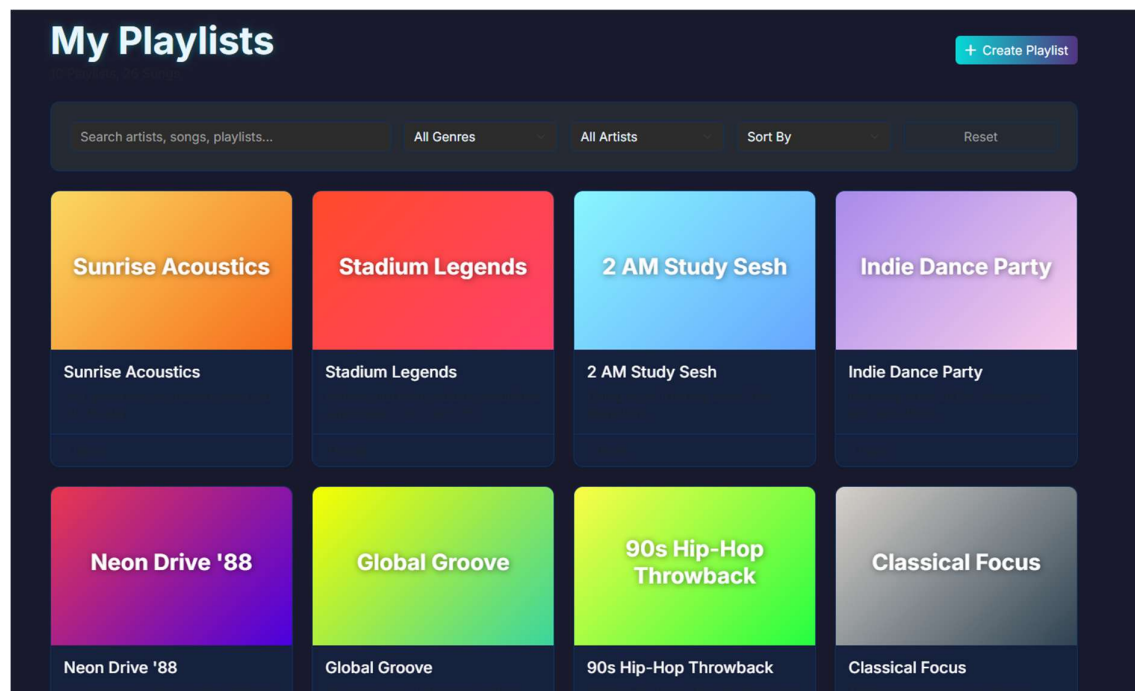 My Playlists
+ Create Playlist
Search artists, songs, playlists...
All Genres
All Artists
Sort By
Reset
Sunrise Acoustics
Stadium Legends
2 AM Study Sesh
Indie Dance Party
Sunrise Acoustics
Stadium Legends
2 AM Study Sesh
Indie Dance Party
Neon Drive '88
Global Groove
90s Hip-Hop
Throwback
Classical Focus
Neon Drive '88
Global Groove
90s Hip-Hop Throwback
Classical Focus